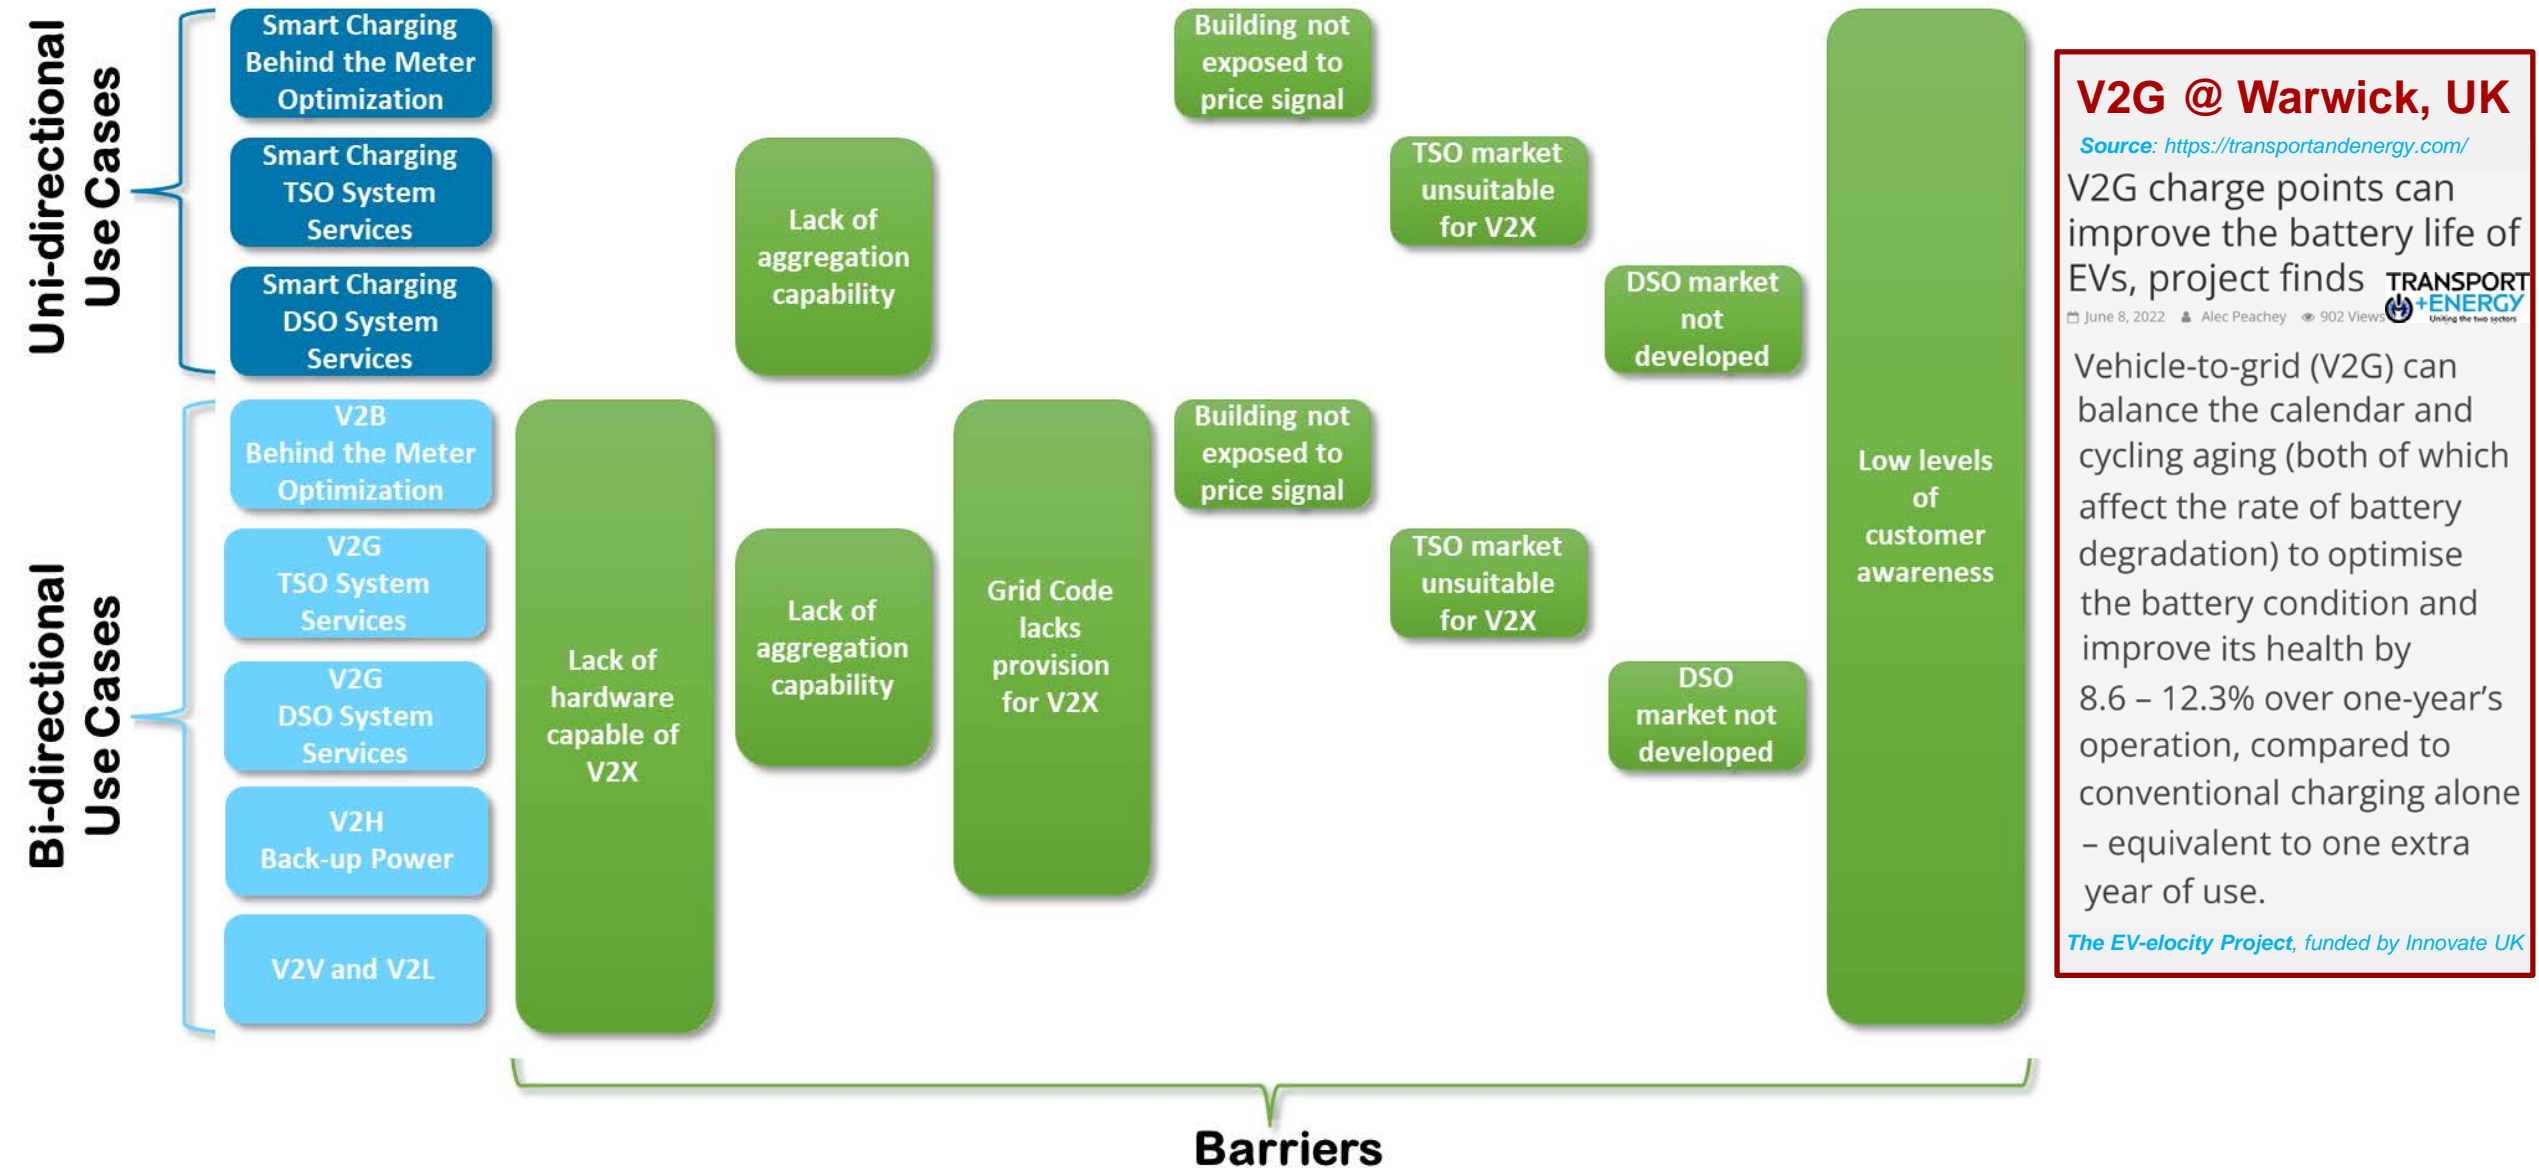 Uni-directional
Use Cases
Smart Charging
Behind the Meter
Optimization
Smart Charging
TSO System
Services
Smart Charging
DSO System
Services
Lack of
aggregation
capability
Building not
exposed to
price signal
TSO market
unsuitable
for V2X
DSO market
not
developed
Bi-directional
Use Cases
V2B
Behind the Meter
Optimization
V2G
TSO System
Services
V2G
DSO System
Services
V2H
Back-up Power
V2V and V2L
Lack of
hardware
capable of
V2X
Lack of
aggregation
capability
Grid Code
lacks
provision
for V2X
Building not
exposed to
price signal
TSO market
unsuitable
for V2X
DSO
market not
developed
Low levels
of
customer
awareness
Barriers
V2G @ Warwick, UK
Source: https://transportandenergy.com/
V2G charge points can
improve the battery life of
EVs, project finds
TRANSPORT
+ENERGY
Uniting the two sectors
June 8, 2022 Alec Peachey 902 Views
Vehicle-to-grid (V2G) can
balance the calendar and
cycling aging (both of which
affect the rate of battery
degradation) to optimise
the battery condition and
improve its health by
8.6 – 12.3% over one-year’s
operation, compared to
conventional charging alone
– equivalent to one extra
year of use.
The EV-elocity Project, funded by Innovate UK